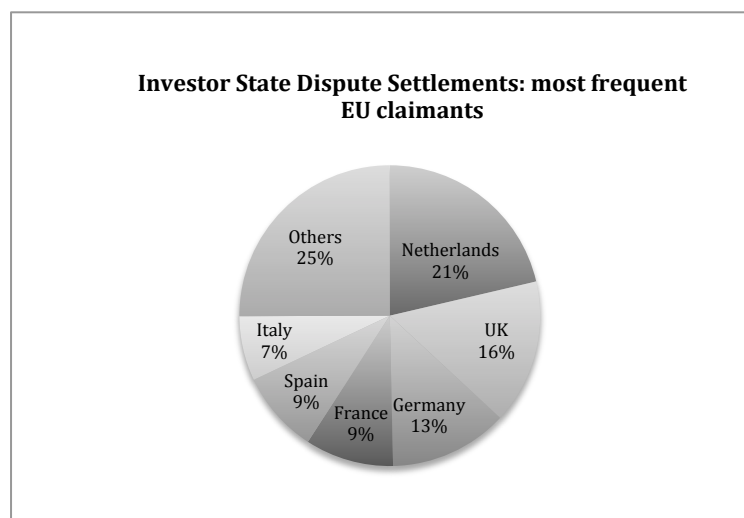 Investor State Dispute Settlements: most frequent
EU claimants
Netherlands
21%
UK
16%
Germany
13%
France
9%
Spain
9%
Italy
7%
Others
25%